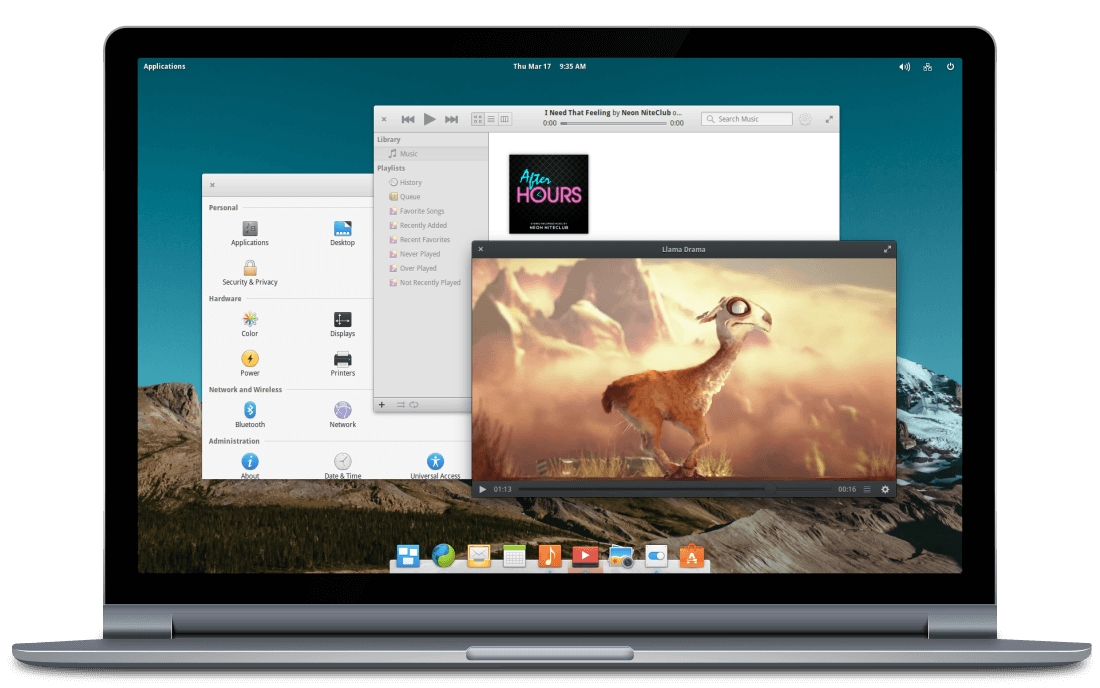 Applications
Thu Mar 17 9:35 AM
I Need That Feeling by Neon NiteClub o...
0:00
0:00
Search Music
Library
Music
Playlists
History
Queue
Favorite Songs
Recently Added
Recent Favorites
Never Played
Over Played
Not Recently Played
After
HOURS
NEON NITECLUB
Personal
Applications
Desktop
Security & Privacy
Hardware
Color
Displays
Power
Printers
Network and Wireless
Bluetooth
Network
Administration
About
Date & Time
Universal Access
Llama Drama
01:13
00:16